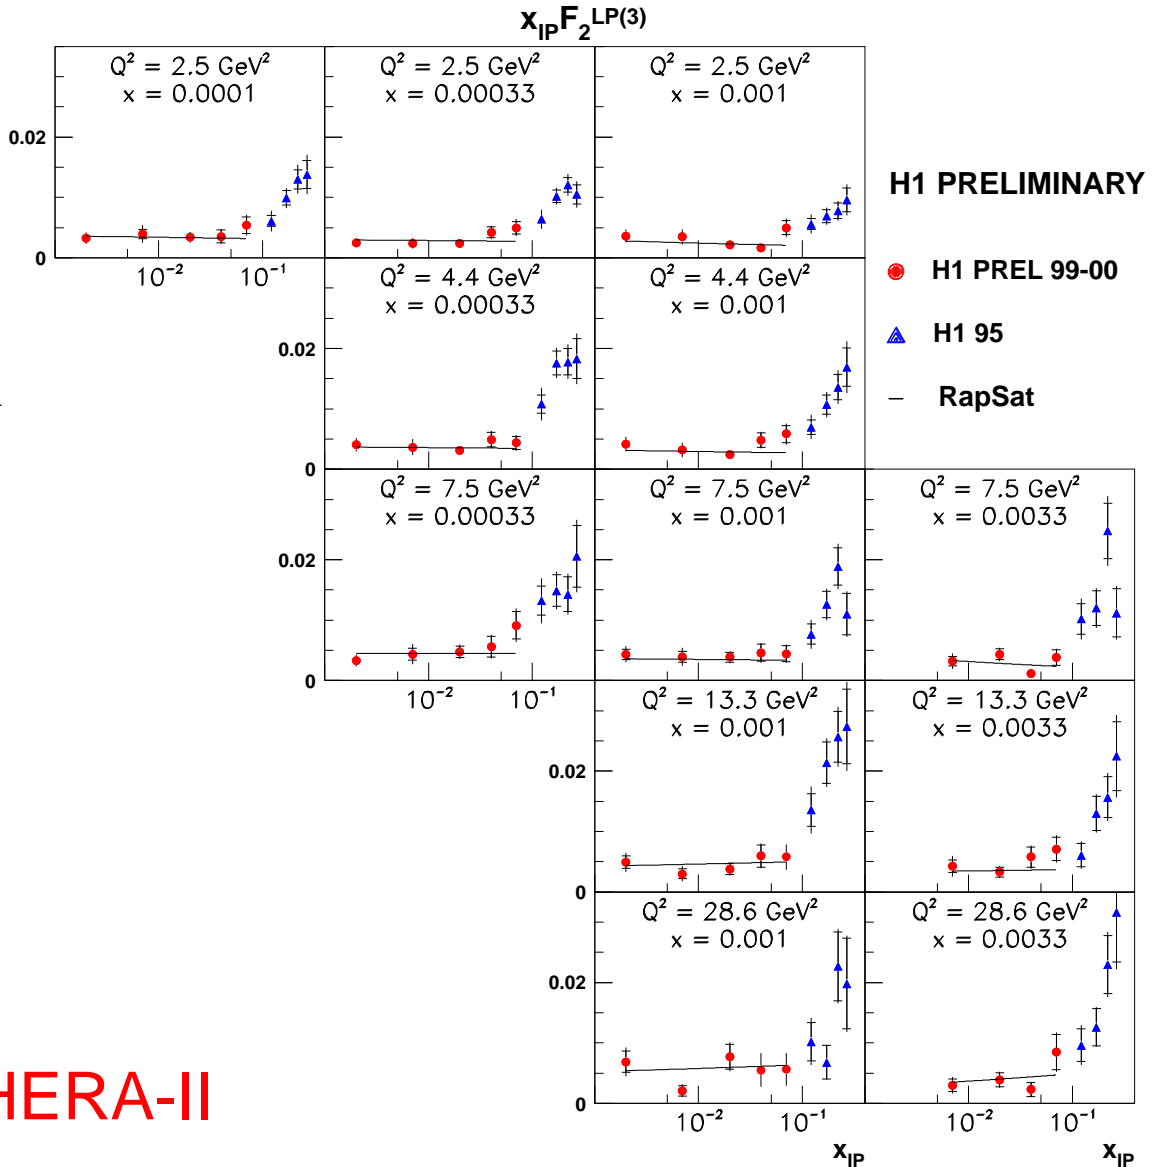 x_IP F_2^LP(3)
Q² = 2.5 GeV²
x = 0.0001
Q² = 2.5 GeV²
x = 0.00033
Q² = 2.5 GeV²
x = 0.001
0.02
0
10⁻²
10⁻¹
H1 PRELIMINARY
H1 PREL 99-00
H1 95
RapSat
Q² = 4.4 GeV²
x = 0.00033
Q² = 4.4 GeV²
x = 0.001
0.02
0
Q² = 7.5 GeV²
x = 0.00033
Q² = 7.5 GeV²
x = 0.001
Q² = 7.5 GeV²
x = 0.0033
0.02
0
10⁻²
10⁻¹
Q² = 13.3 GeV²
x = 0.001
Q² = 13.3 GeV²
x = 0.0033
0.02
0
Q² = 28.6 GeV²
x = 0.001
Q² = 28.6 GeV²
x = 0.0033
0.02
0
10⁻²
10⁻¹
10⁻²
10⁻¹
x_IP
x_IP
HERA-II